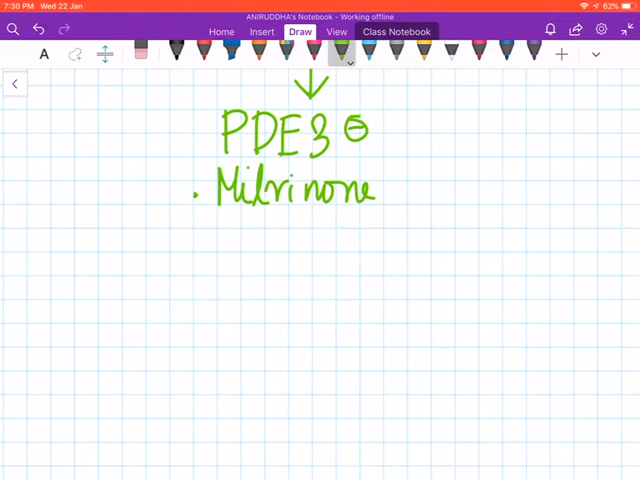 7:30 PM Wed 22 Jan 62%
ANIRUDDHA's Notebook - Working offline
Home Insert Draw View Class Notebook
A
PDE3 ⊖
. Milrinone